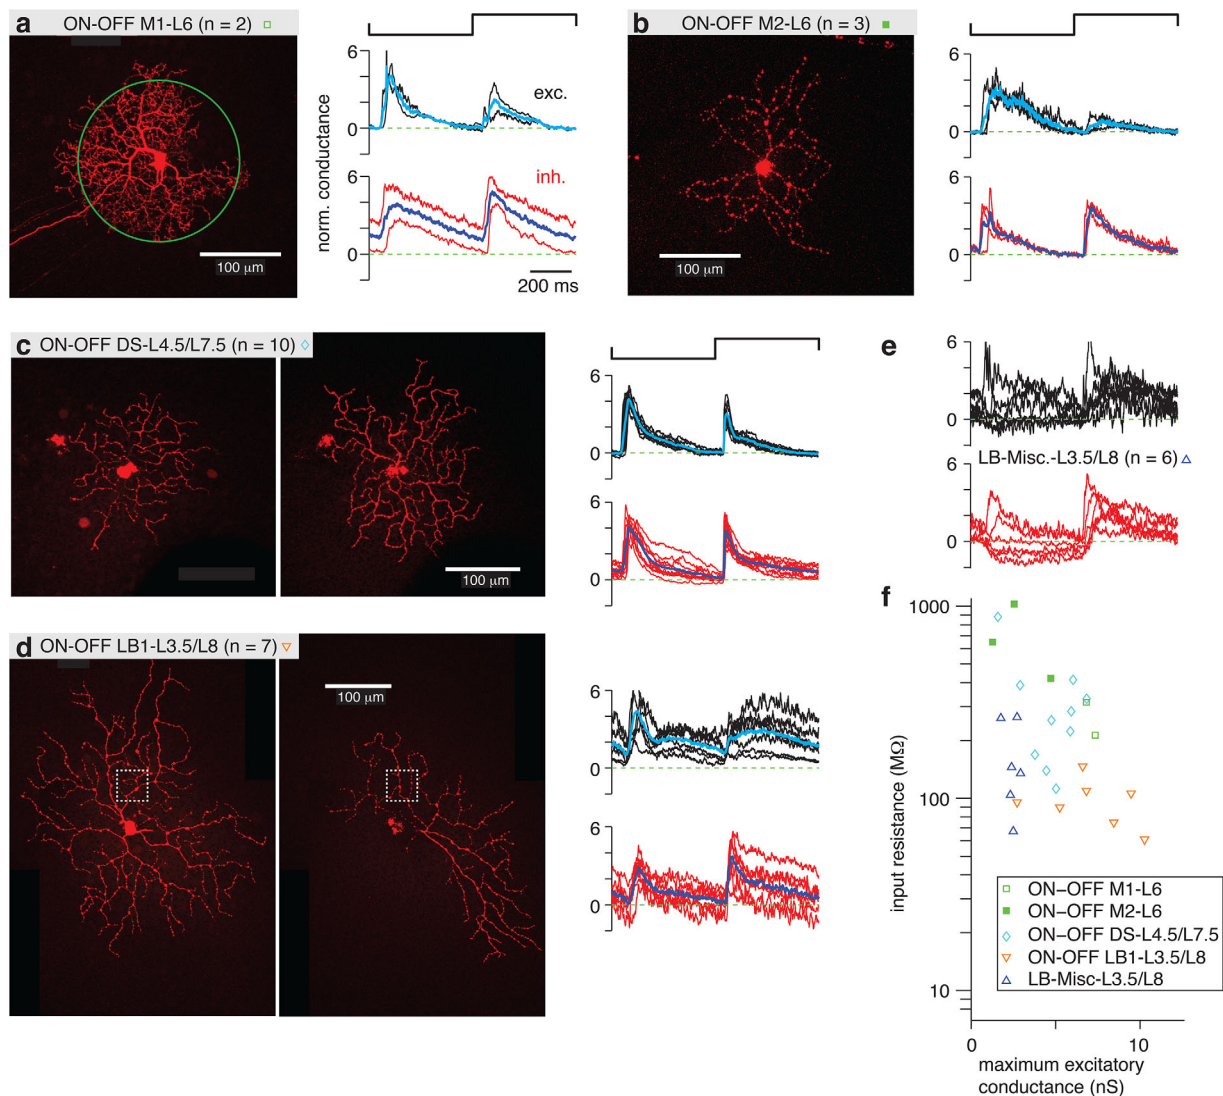 a ON-OFF M1-L6 (n = 2)
100 μm
norm. conductance
6
0
exc.
6
0
inh.
200 ms
b ON-OFF M2-L6 (n = 3)
100 μm
6
0
6
0
c ON-OFF DS-L4.5/L7.5 (n = 10)
100 μm
6
0
6
0
d ON-OFF LB1-L3.5/L8 (n = 7)
100 μm
6
0
6
0
e
6
0
LB-Misc.-L3.5/L8 (n = 6)
6
0
f
1000
100
10
input resistance (MΩ)
ON–OFF M1-L6
ON–OFF M2-L6
ON–OFF DS-L4.5/L7.5
ON-OFF LB1-L3.5/L8
LB-Misc-L3.5/L8
0
10
maximum excitatory
conductance (nS)